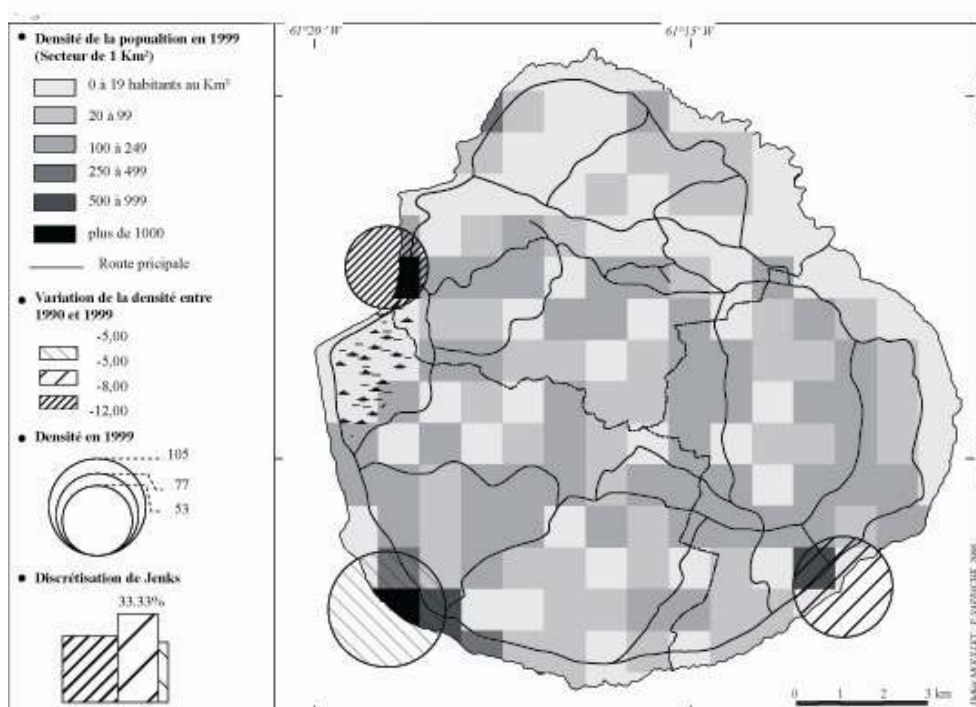 Densité de la popualtion en 1999
(Secteur de 1 Km²)
0 à 19 habitants au Km²
20 à 99
100 à 249
250 à 499
500 à 999
plus de 1000
Route pricipale
Variation de la densité entre
1990 et 1999
-5,00
-5,00
-8,00
-12,00
Densité en 1999
105
77
53
Discrétisation de Jenks
33.33%
61°20' W
61°15' W
0 1 2 3 km